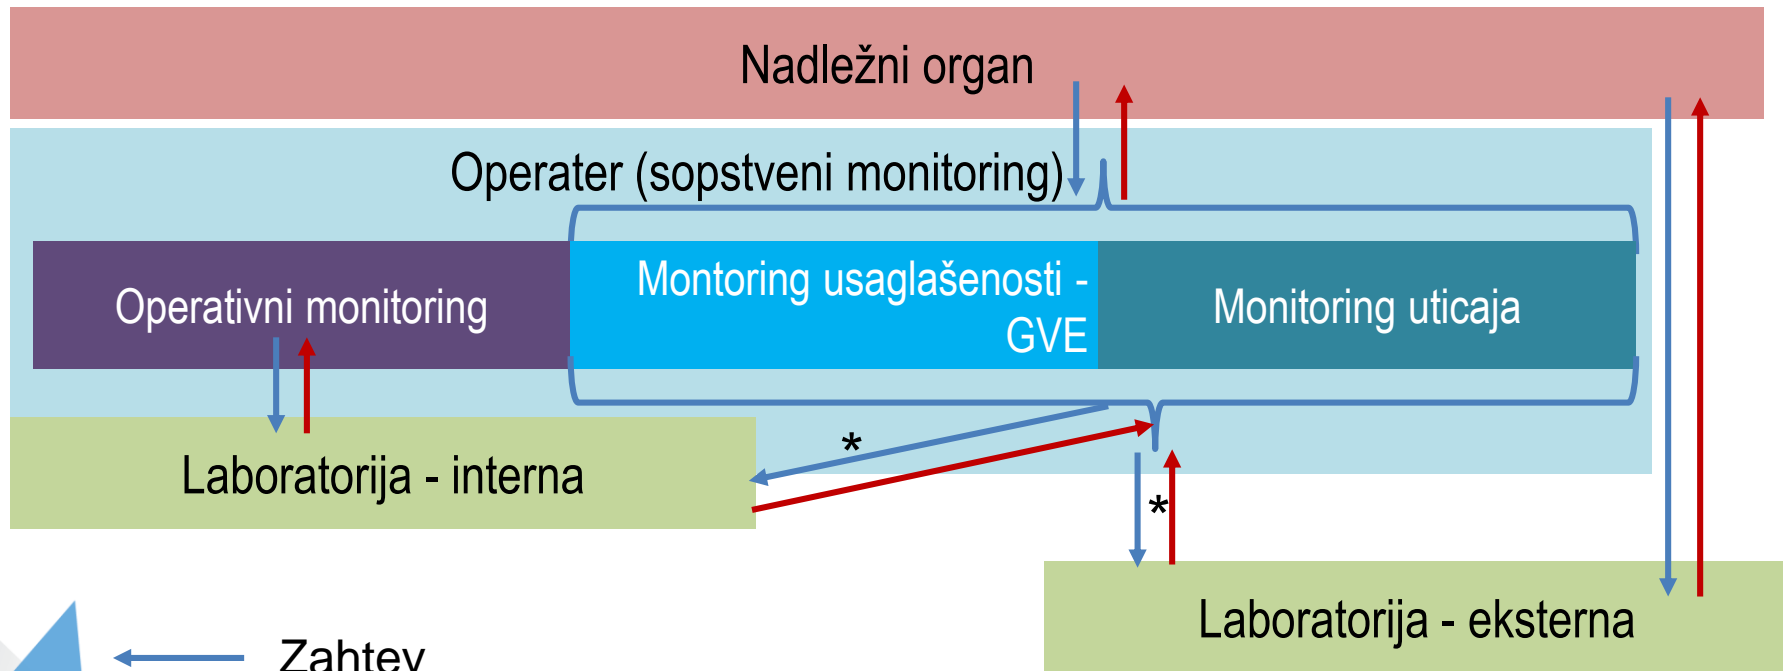 Nadležni organ
Operater (sopstveni monitoring)
Operativni monitoring
Montoring usaglašenosti -
GVE
Monitoring uticaja
*
Laboratorija - interna
*
Laboratorija - eksterna
Zahtev